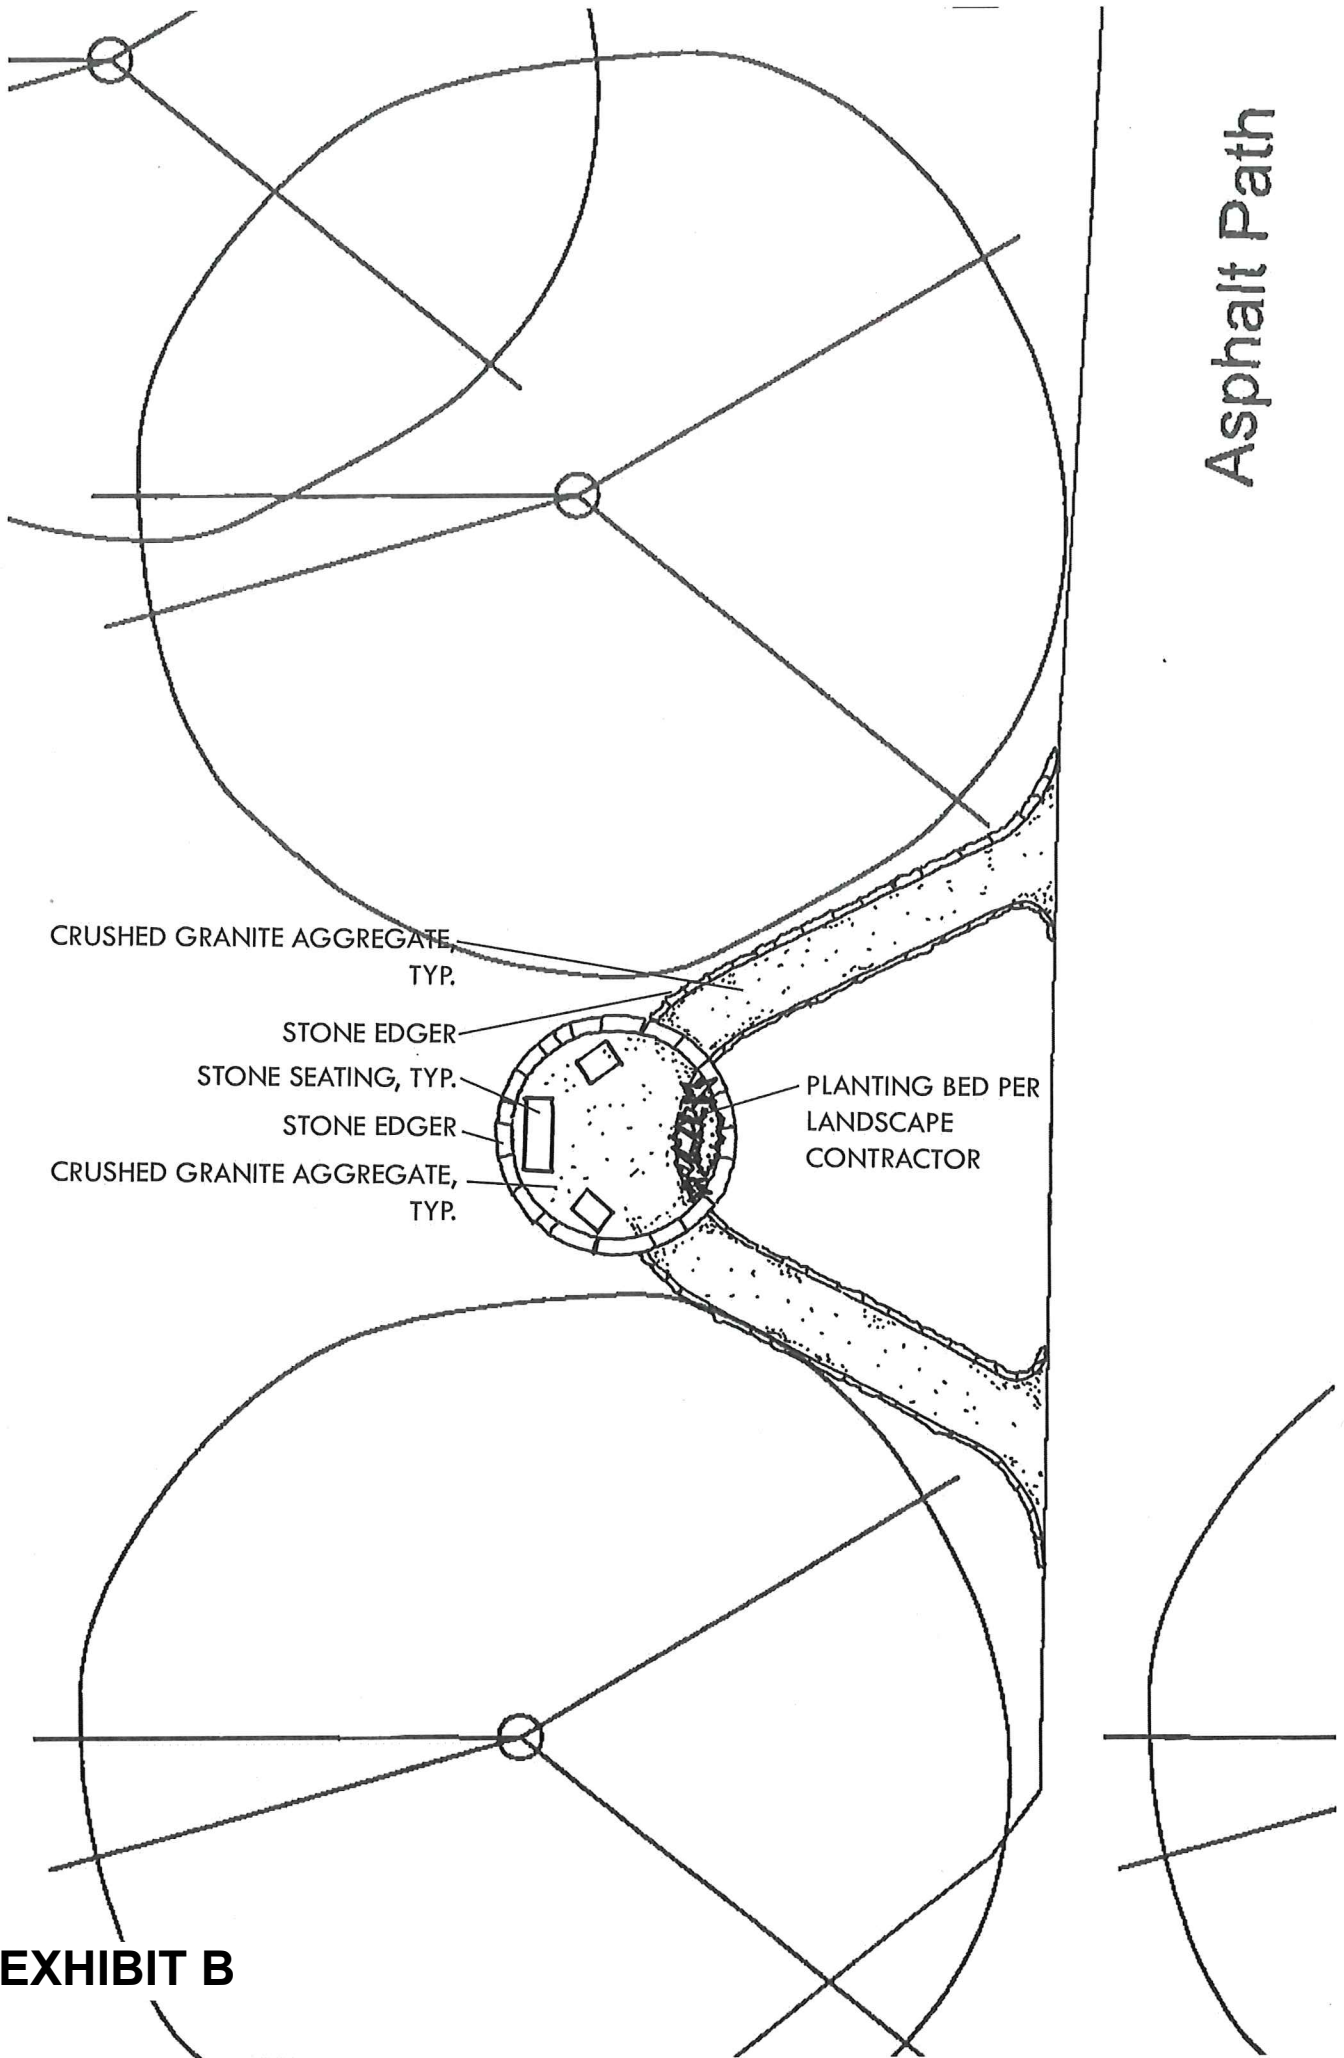 Asphalt Path
CRUSHED GRANITE AGGREGATE,
TYP.
STONE EDGER
STONE SEATING, TYP.
STONE EDGER
CRUSHED GRANITE AGGREGATE,
TYP.
PLANTING BED PER
LANDSCAPE
CONTRACTOR
EXHIBIT B